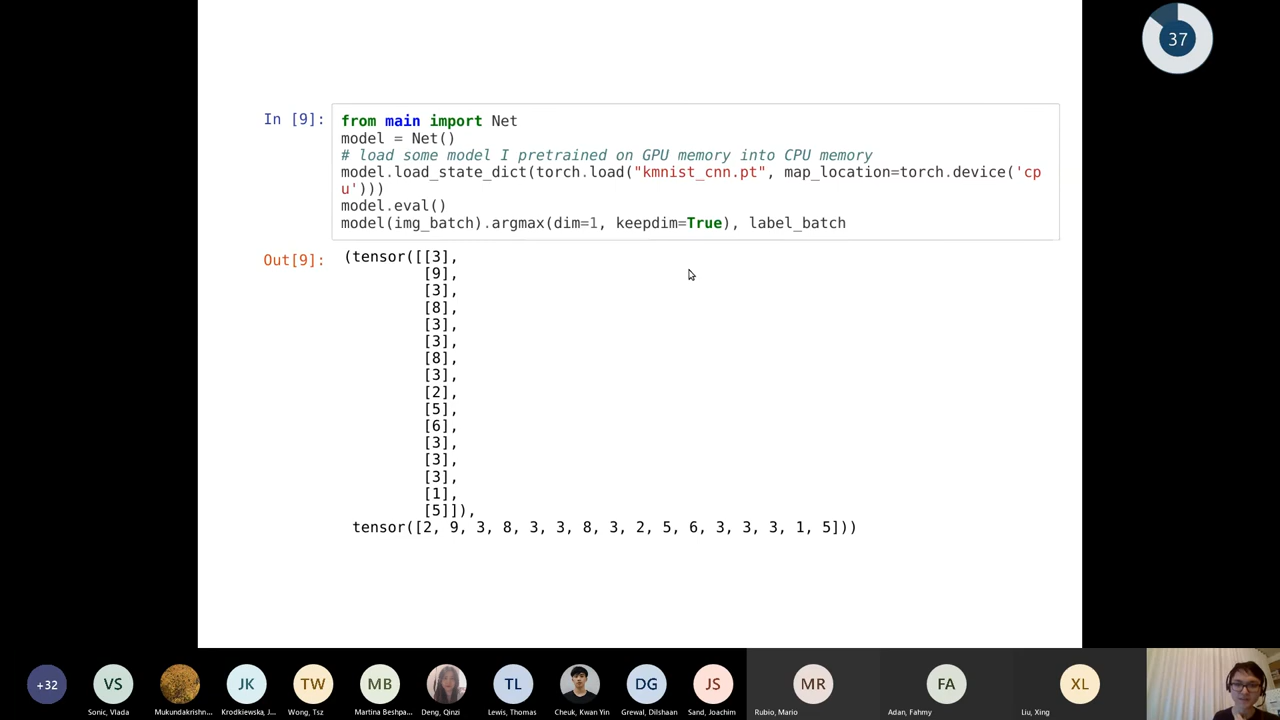 37
In [9]:
from main import Net
model = Net()
# load some model I pretrained on GPU memory into CPU memory
model.load_state_dict(torch.load("kmnist_cnn.pt", map_location=torch.device('cp
u')))
model.eval()
model(img_batch).argmax(dim=1, keepdim=True), label_batch
Out[9]:
(tensor([[3],
[9],
[3],
[8],
[3],
[3],
[8],
[3],
[2],
[5],
[6],
[3],
[3],
[3],
[1],
[5]]),
tensor([2, 9, 3, 8, 3, 3, 8, 3, 2, 5, 6, 3, 3, 3, 1, 5]))
+32 VS JK TW MB TL DG JS MR FA XL
Sonic, Vlada Mukundakrishn... Krodkiewska, J... Wong, Tsz Martina Beshpa... Deng, Qinzi Lewis, Thomas Cheuk, Kwan Yin Grewal, Dilshaan Sand, Joachim Rubio, Mario Adan, Fahmy Liu, Xing